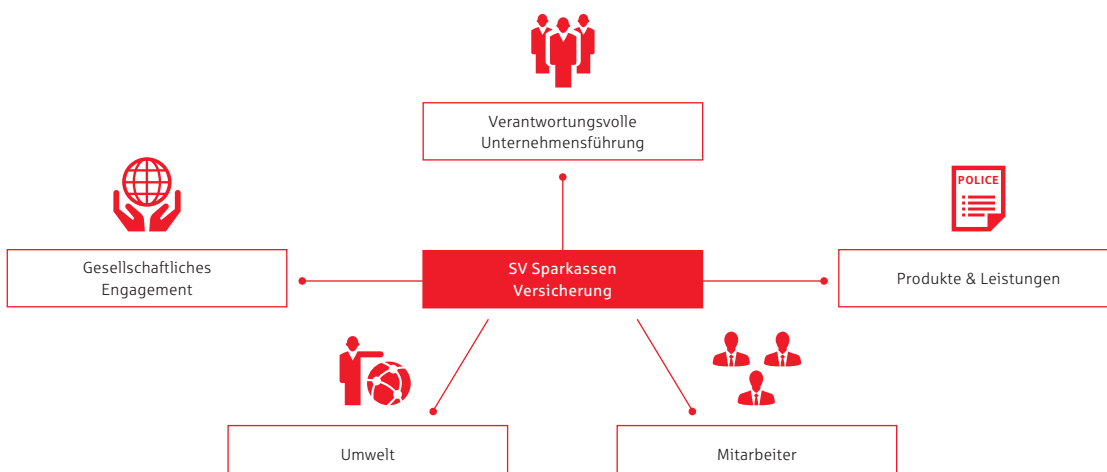 Verantwortungsvolle
Unternehmensführung
POLICE
Gesellschaftliches
Engagement
SV Sparkassen
Versicherung
Produkte & Leistungen
Umwelt
Mitarbeiter